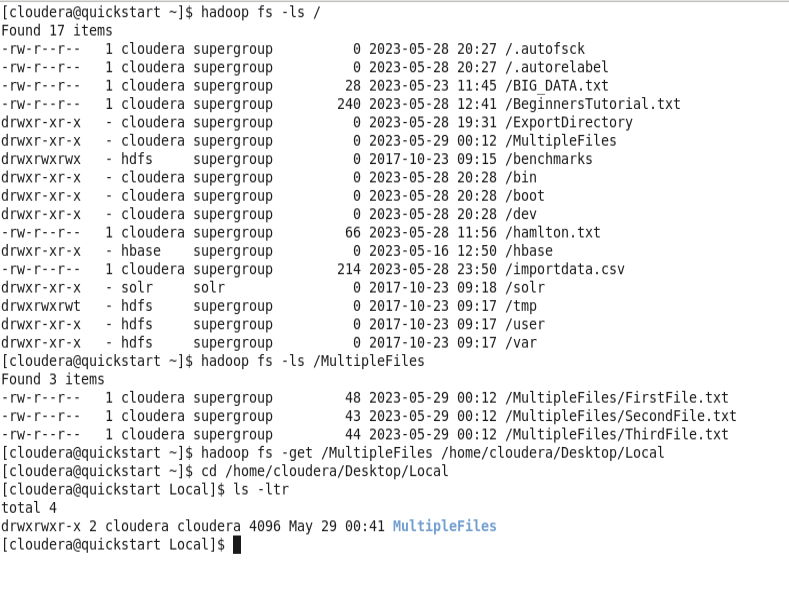 [cloudera@quickstart ~]$ hadoop fs -ls /
Found 17 items
-rw-r--r--   1 cloudera supergroup          0 2023-05-28 20:27 /.autofsck
-rw-r--r--   1 cloudera supergroup          0 2023-05-28 20:27 /.autorelabel
-rw-r--r--   1 cloudera supergroup         28 2023-05-23 11:45 /BIG_DATA.txt
-rw-r--r--   1 cloudera supergroup        240 2023-05-28 12:41 /BeginnersTutorial.txt
drwxr-xr-x   - cloudera supergroup          0 2023-05-28 19:31 /ExportDirectory
drwxr-xr-x   - cloudera supergroup          0 2023-05-29 00:12 /MultipleFiles
drwxrwxrwx   - hdfs     supergroup          0 2017-10-23 09:15 /benchmarks
drwxr-xr-x   - cloudera supergroup          0 2023-05-28 20:28 /bin
drwxr-xr-x   - cloudera supergroup          0 2023-05-28 20:28 /boot
drwxr-xr-x   - cloudera supergroup          0 2023-05-28 20:28 /dev
-rw-r--r--   1 cloudera supergroup         66 2023-05-28 11:56 /hamlton.txt
drwxr-xr-x   - hbase    supergroup          0 2023-05-16 12:50 /hbase
-rw-r--r--   1 cloudera supergroup        214 2023-05-28 23:50 /importdata.csv
drwxr-xr-x   - solr     solr                0 2017-10-23 09:18 /solr
drwxrwxrwt   - hdfs     supergroup          0 2017-10-23 09:17 /tmp
drwxr-xr-x   - hdfs     supergroup          0 2017-10-23 09:17 /user
drwxr-xr-x   - hdfs     supergroup          0 2017-10-23 09:17 /var
[cloudera@quickstart ~]$ hadoop fs -ls /MultipleFiles
Found 3 items
-rw-r--r--   1 cloudera supergroup         48 2023-05-29 00:12 /MultipleFiles/FirstFile.txt
-rw-r--r--   1 cloudera supergroup         43 2023-05-29 00:12 /MultipleFiles/SecondFile.txt
-rw-r--r--   1 cloudera supergroup         44 2023-05-29 00:12 /MultipleFiles/ThirdFile.txt
[cloudera@quickstart ~]$ hadoop fs -get /MultipleFiles /home/cloudera/Desktop/Local
[cloudera@quickstart ~]$ cd /home/cloudera/Desktop/Local
[cloudera@quickstart Local]$ ls -ltr
total 4
drwxrwxr-x 2 cloudera cloudera 4096 May 29 00:41 MultipleFiles
[cloudera@quickstart Local]$